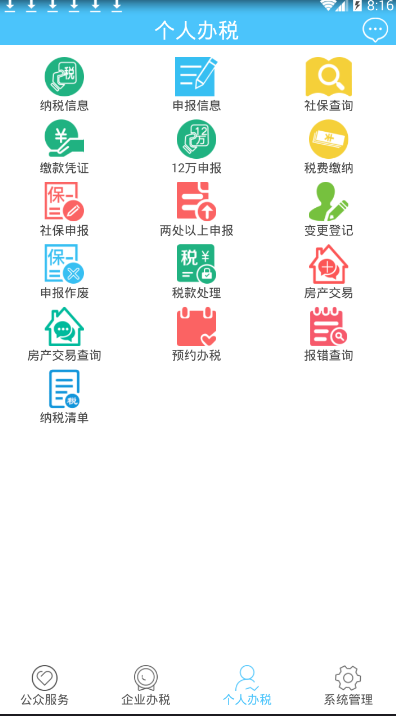 8:16
个人办税
纳税信息 申报信息 社保查询
缴款凭证 12万申报 税费缴纳
社保申报 两处以上申报 变更登记
申报作废 税款处理 房产交易
房产交易查询 预约办税 报错查询
纳税清单
公众服务 企业办税 个人办税 系统管理